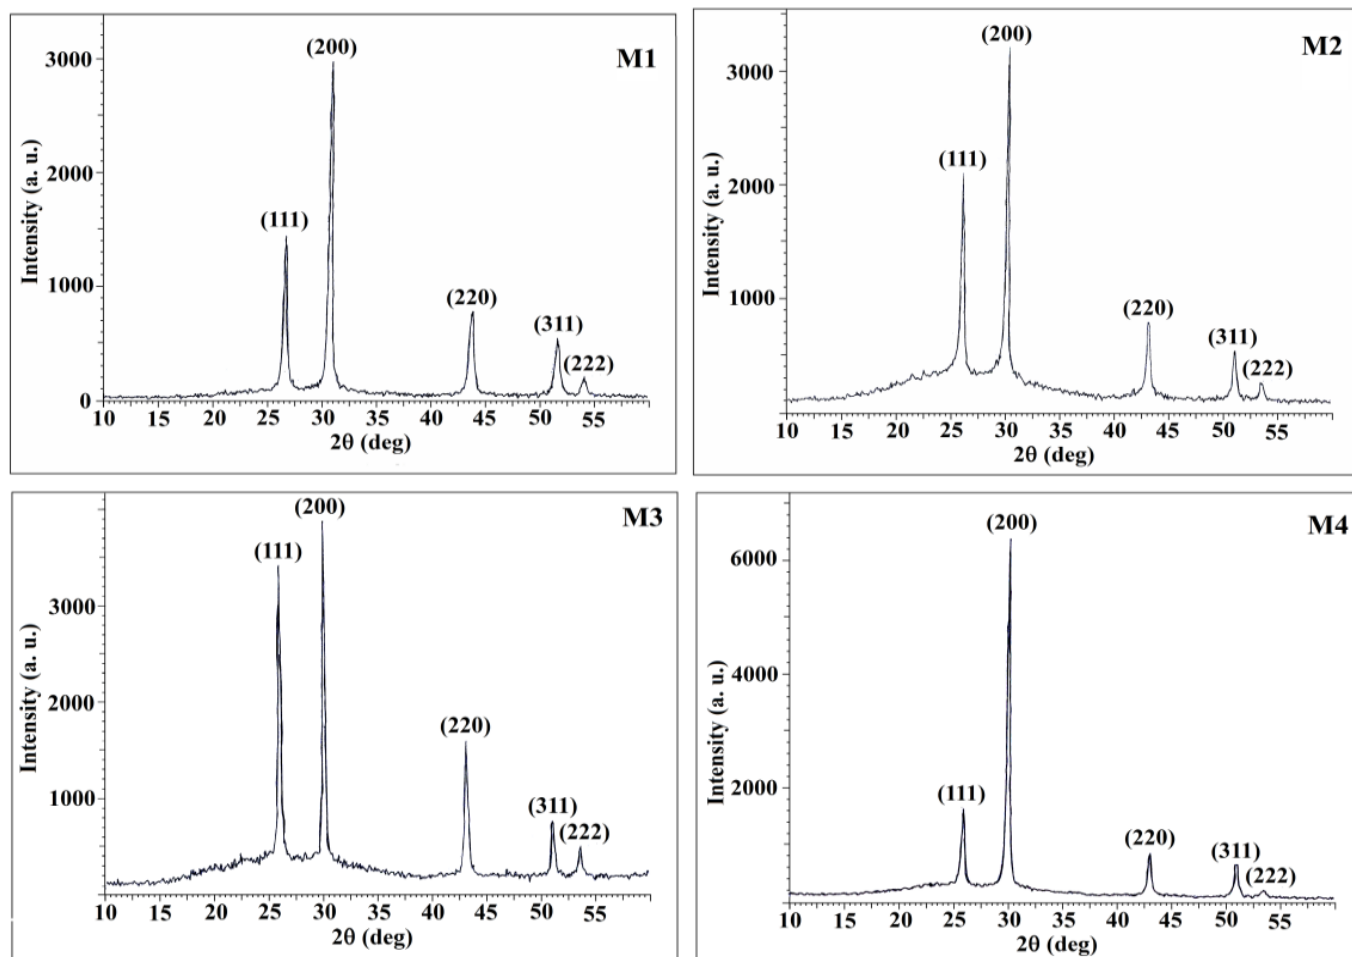 M1
(200)
3000
(111)
2000
(220)
1000
(311)
(222)
0
10 15 20 25 30 35 40 45 50 55
2θ (deg)
Intensity (a. u.)
M2
(200)
3000
(111)
2000
(220)
1000
(311)
(222)
10 15 20 25 30 35 40 45 50 55
2θ (deg)
Intensity (a. u.)
M3
(200)
(111)
3000
2000
(220)
1000
(311)
(222)
10 15 20 25 30 35 40 45 50 55
2θ (deg)
Intensity (a. u.)
M4
(200)
6000
4000
2000
(111)
(220)
(311)
(222)
10 15 20 25 30 35 40 45 50 55
2θ (deg)
Intensity (a. u.)